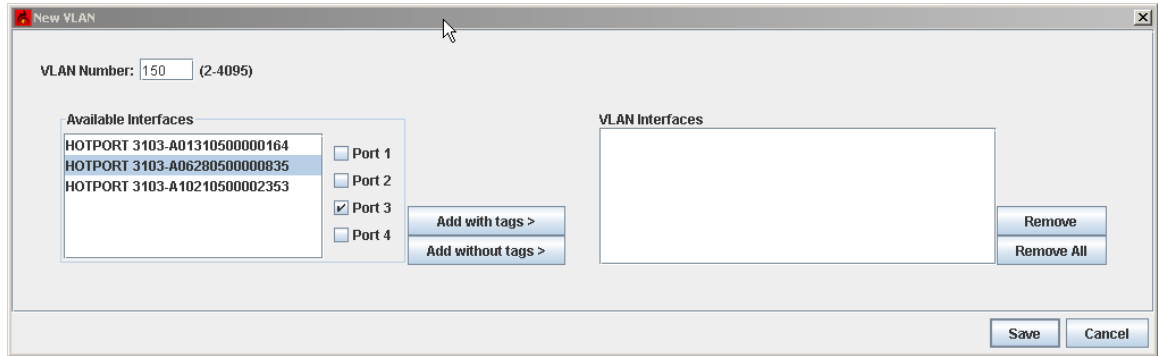 New VLAN
VLAN Number: 150 (2-4095)
Available Interfaces
HOTPORT 3103-A01310500000164
HOTPORT 3103-A06280500000835
HOTPORT 3103-A10210500002353
Port 1
Port 2
Port 3
Port 4
Add with tags >
Add without tags >
VLAN Interfaces
Remove
Remove All
Save Cancel